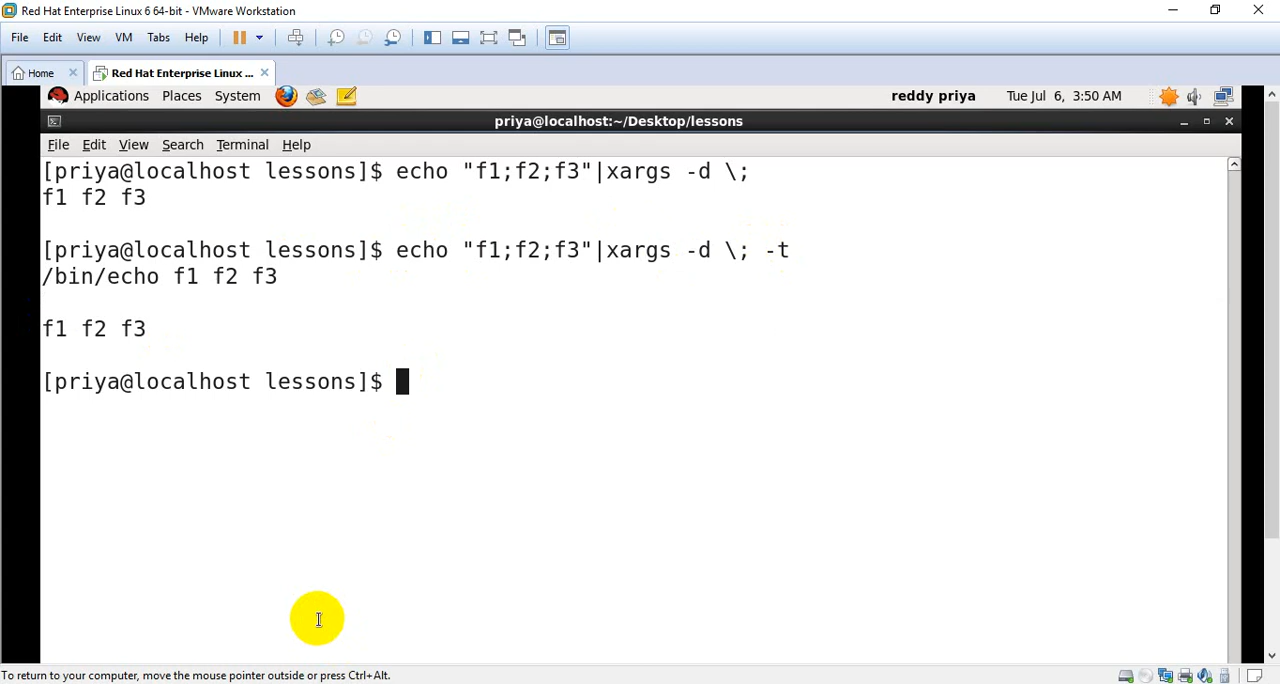 Red Hat Enterprise Linux 6 64-bit - VMware Workstation
File Edit View VM Tabs Help
Home Red Hat Enterprise Linux ...
Applications Places System reddy priya Tue Jul 6, 3:50 AM
priya@localhost:~/Desktop/lessons
File Edit View Search Terminal Help
[priya@localhost lessons]$ echo "f1;f2;f3"|xargs -d \;
f1 f2 f3
[priya@localhost lessons]$ echo "f1;f2;f3"|xargs -d \; -t
/bin/echo f1 f2 f3
f1 f2 f3
[priya@localhost lessons]$
To return to your computer, move the mouse pointer outside or press Ctrl+Alt.